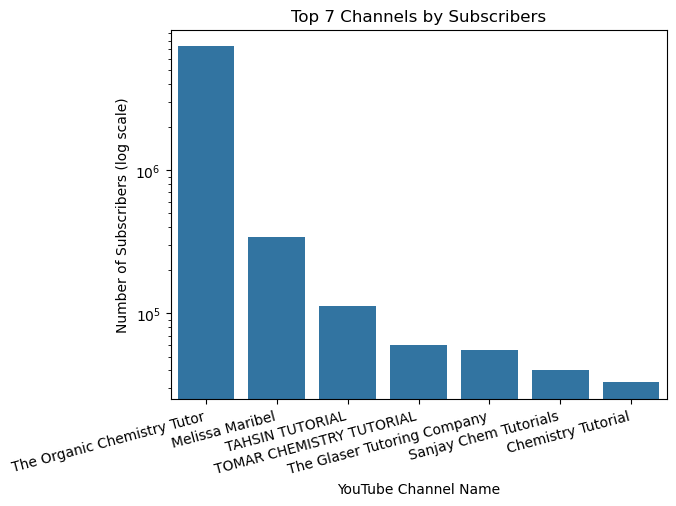 Top 7 Channels by Subscribers
Number of Subscribers (log scale)
10⁶
10⁵
The Organic Chemistry Tutor
Melissa Maribel
TAHSIN TUTORIAL
TOMAR CHEMISTRY TUTORIAL
The Glaser Tutoring Company
Sanjay Chem Tutorials
Chemistry Tutorial
YouTube Channel Name